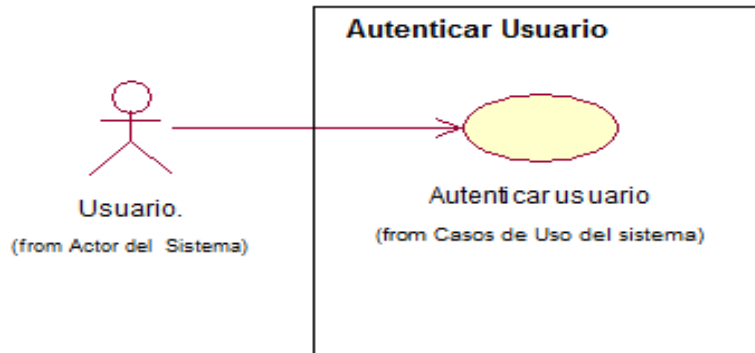 Autenticar Usuario
Usuario.
(from Actor del Sistema)
Autenticar usuario
(from Casos de Uso del sistema)